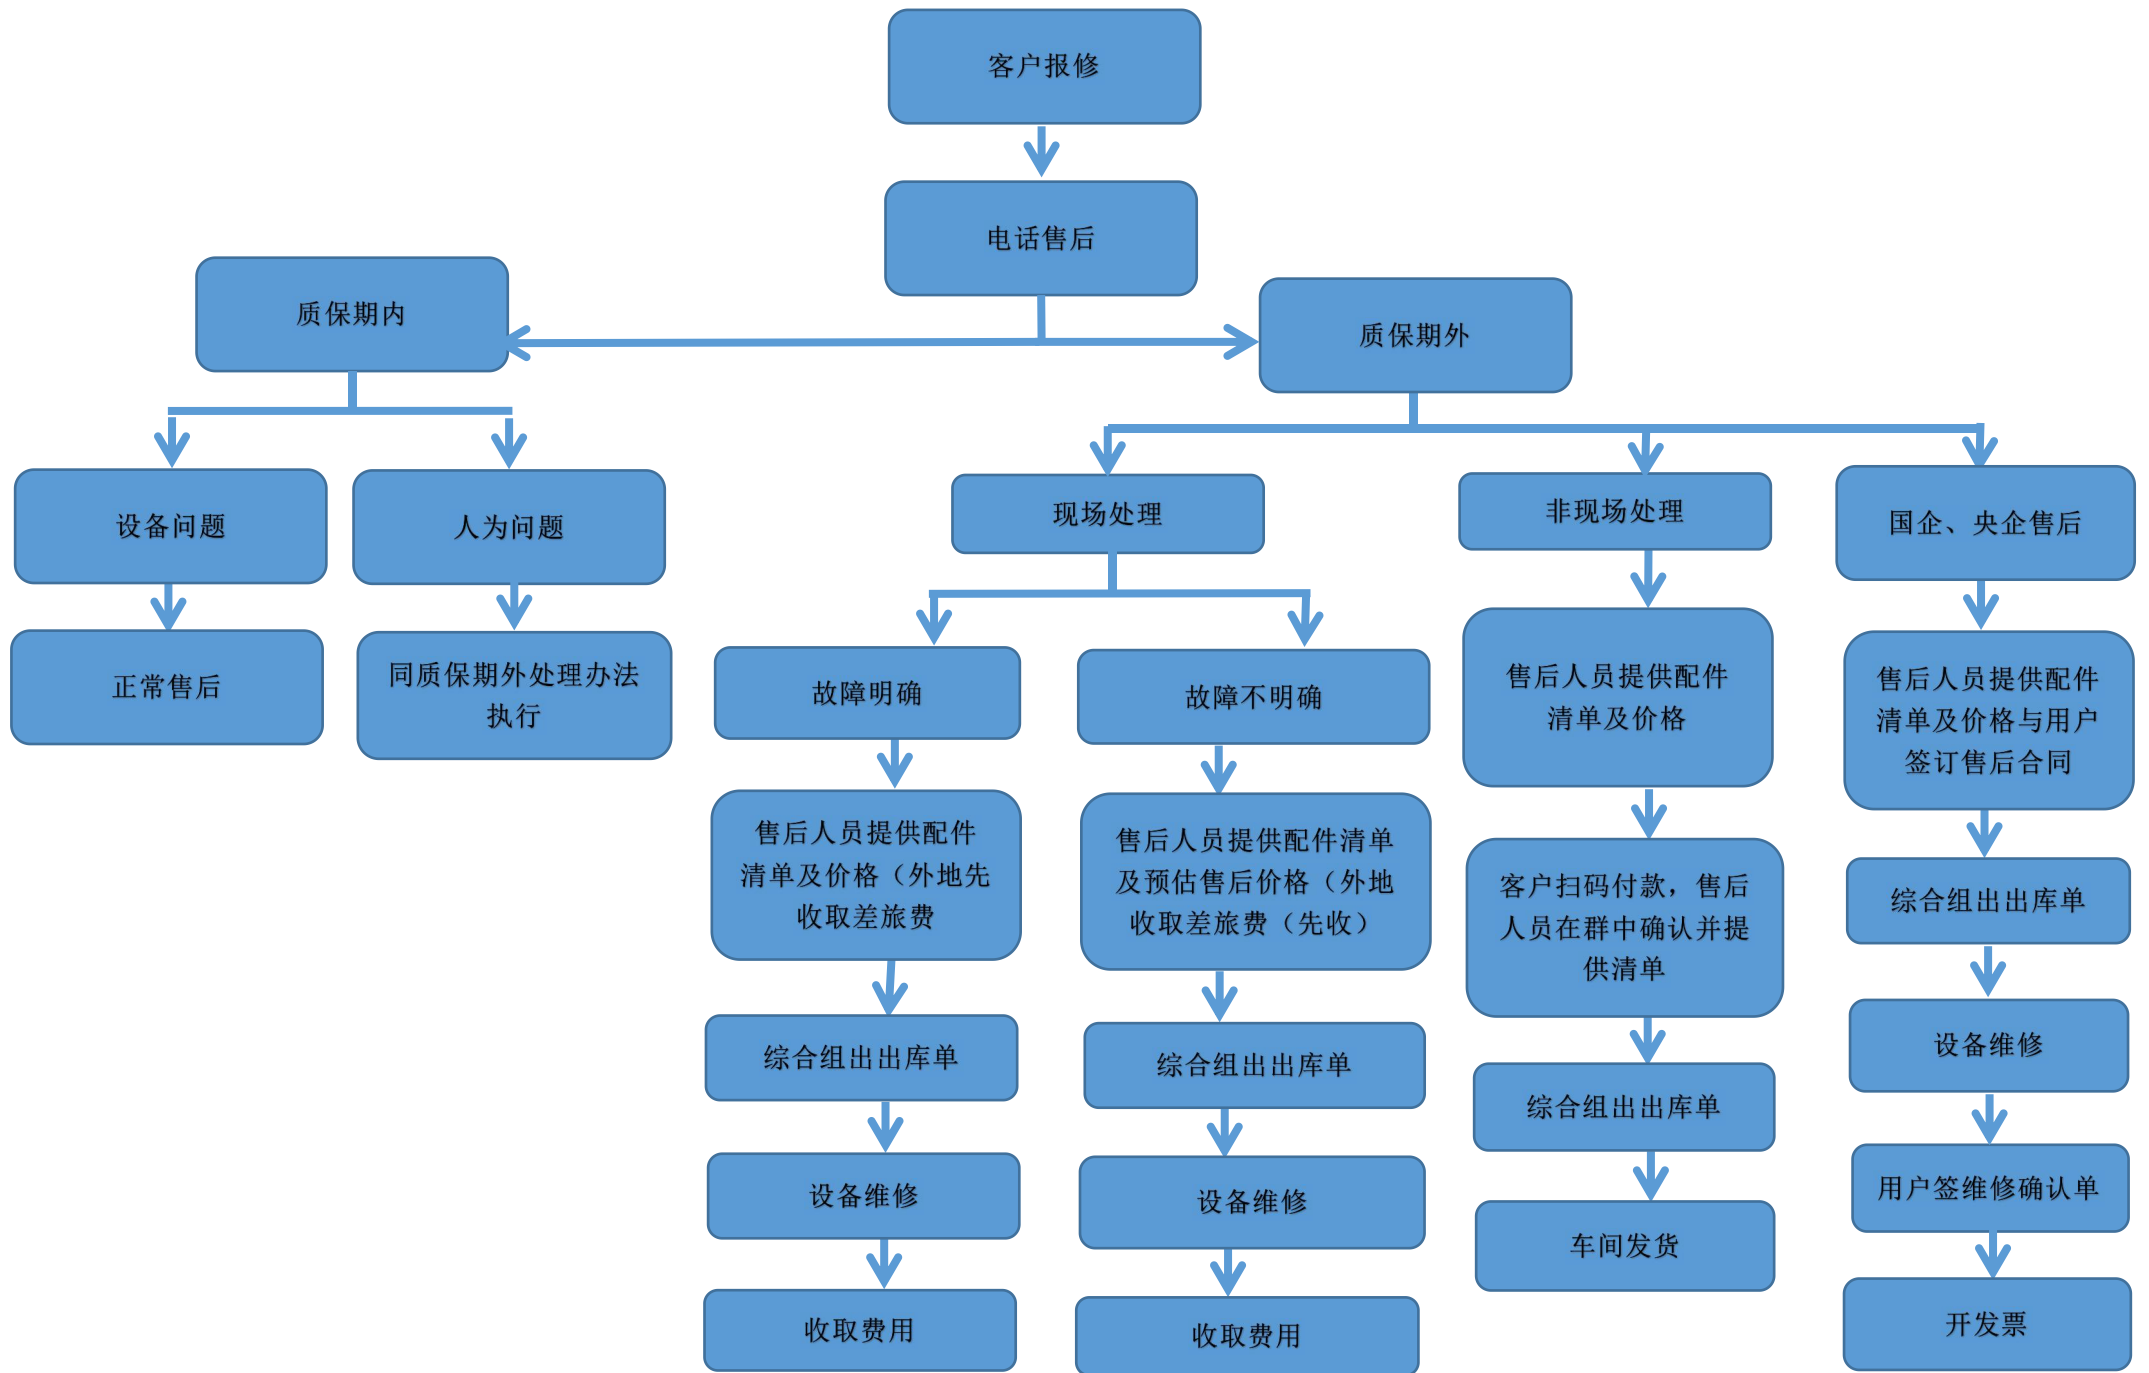 客户报修
电话售后
质保期内
质保期外
设备问题
人为问题
现场处理
非现场处理
国企、央企售后
正常售后
同质保期外处理办法
执行
故障明确
故障不明确
售后人员提供配件
清单及价格
售后人员提供配件
清单及价格与用户
签订售后合同
售后人员提供配件
清单及价格（外地先
收取差旅费
售后人员提供配件清单
及预估售后价格（外地
收取差旅费（先收）
客户扫码付款，售后
人员在群中确认并提
供清单
综合组出出库单
综合组出出库单
综合组出出库单
综合组出出库单
设备维修
设备维修
设备维修
用户签维修确认单
车间发货
收取费用
收取费用
开发票